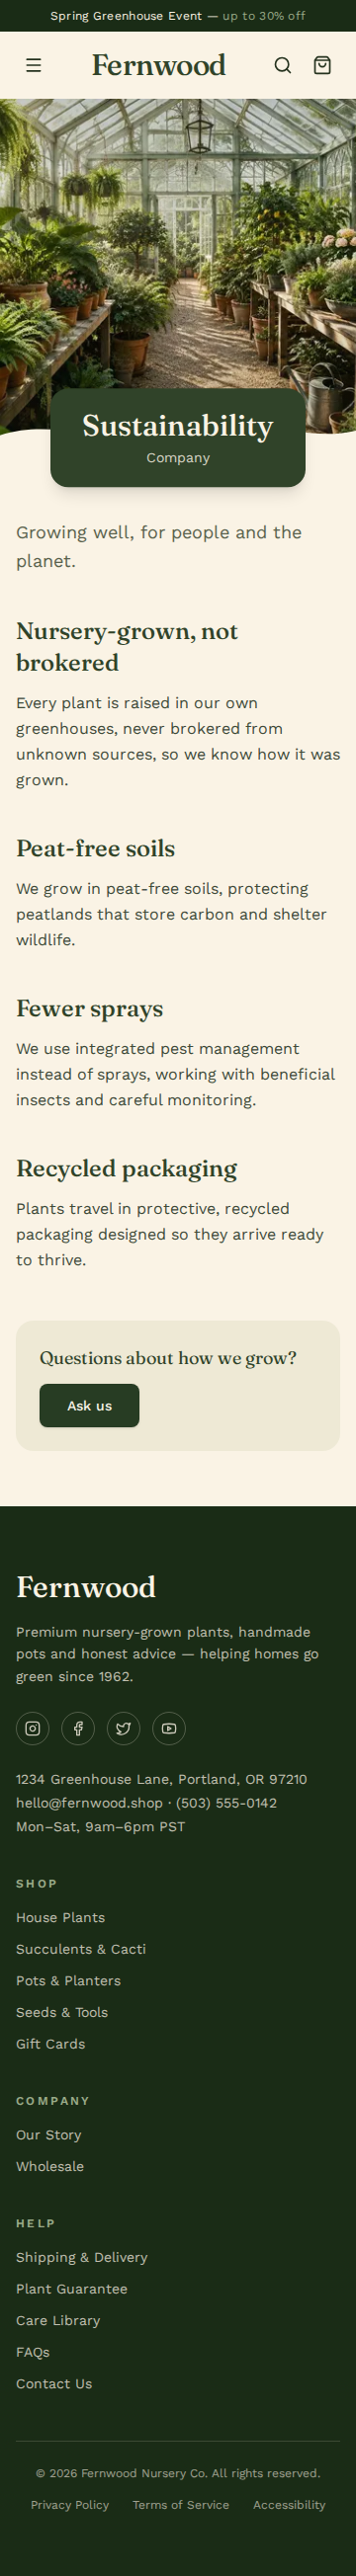 Spring Greenhouse Event — up to 30% off
Fernwood
Sustainability
Company
Growing well, for people and the
planet.
Nursery-grown, not
brokered
Every plant is raised in our own
greenhouses, never brokered from
unknown sources, so we know how it was
grown.
Peat-free soils
We grow in peat-free soils, protecting
peatlands that store carbon and shelter
wildlife.
Fewer sprays
We use integrated pest management
instead of sprays, working with beneficial
insects and careful monitoring.
Recycled packaging
Plants travel in protective, recycled
packaging designed so they arrive ready
to thrive.
Questions about how we grow?
Ask us
Fernwood
Premium nursery-grown plants, handmade
pots and honest advice — helping homes go
green since 1962.
1234 Greenhouse Lane, Portland, OR 97210
hello@fernwood.shop · (503) 555-0142
Mon–Sat, 9am–6pm PST
SHOP
House Plants
Succulents & Cacti
Pots & Planters
Seeds & Tools
Gift Cards
COMPANY
Our Story
Wholesale
HELP
Shipping & Delivery
Plant Guarantee
Care Library
FAQs
Contact Us
© 2026 Fernwood Nursery Co. All rights reserved.
Privacy Policy Terms of Service Accessibility